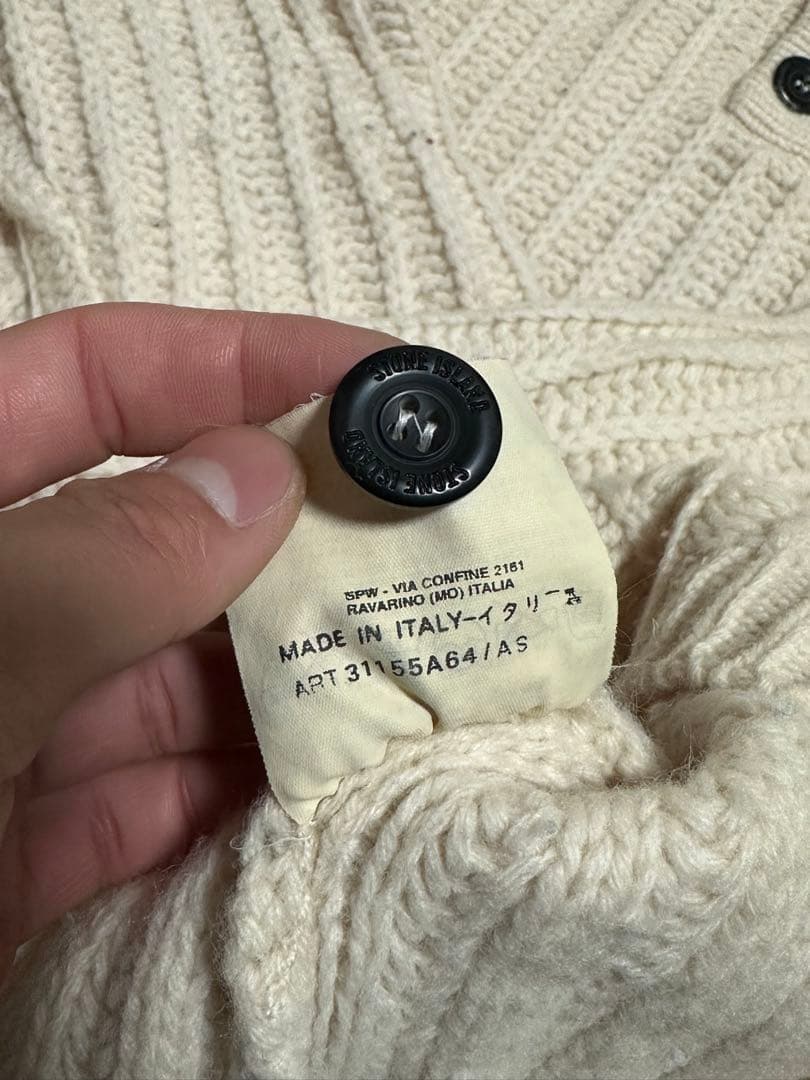 STONE ISLAND
STONE ISLAND
SPW - VIA CONFINE 2161
RAVARINO (MO) ITALIA
MADE IN ITALY-イタリー製
ART 31155A64/AS